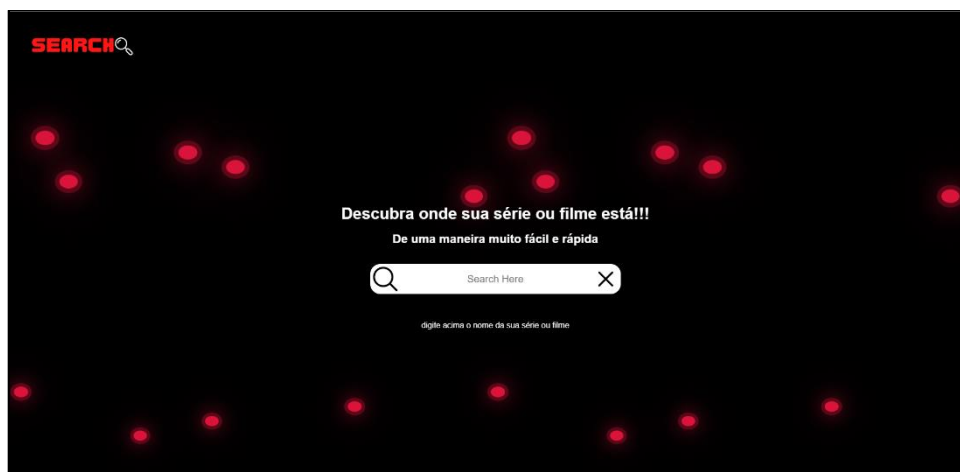 SEARCH
Descubra onde sua série ou filme está!!!
De uma maneira muito fácil e rápida
Search Here
digite acima o nome da sua série ou filme